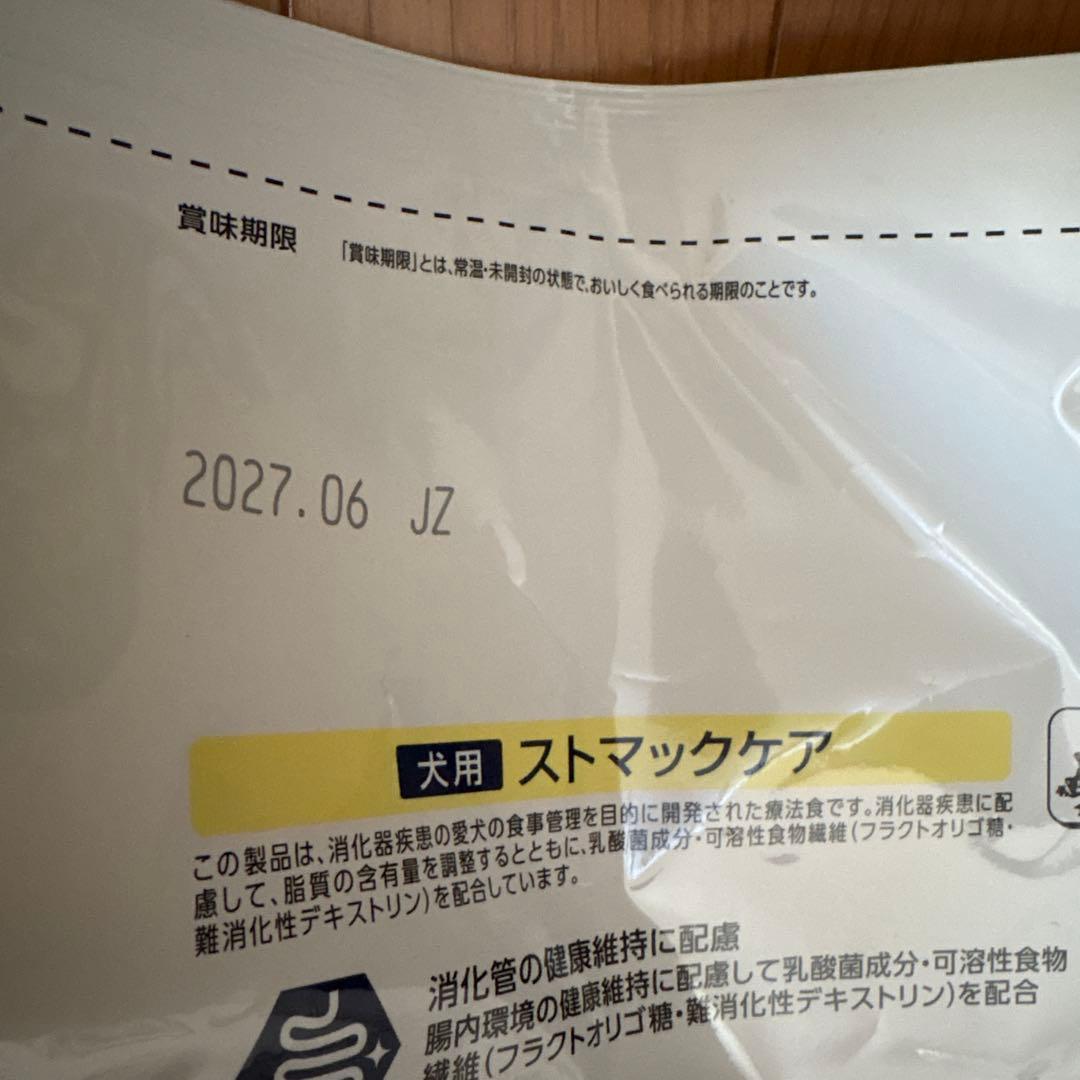 賞味期限
「賞味期限」とは、常温・未開封の状態で、おいしく食べられる期限のことです。
2027.06 JZ
犬用 ストマックケア
この製品は、消化器疾患の愛犬の食事管理を目的に開発された療法食です。消化器疾患に配
慮して、脂質の含有量を調整するとともに、乳酸菌成分・可溶性食物繊維(フラクトオリゴ糖・
難消化性デキストリン)を配合しています。
消化管の健康維持に配慮
腸内環境の健康維持に配慮して乳酸菌成分・可溶性食物
繊維(フラクトオリゴ糖・難消化性デキストリン)を配合